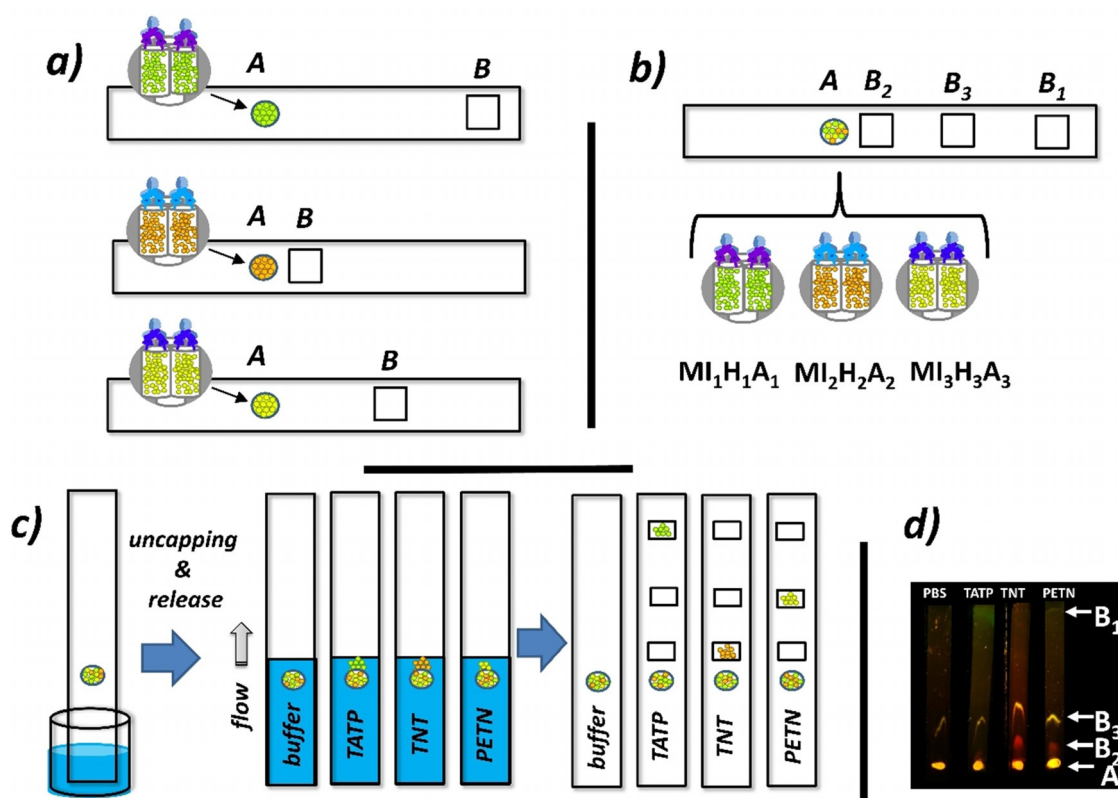 a)
A
B
A
B
A
B
b)
A B₂ B₃ B₁
MI₁H₁A₁ MI₂H₂A₂ MI₃H₃A₃
c)
uncapping
&
release
flow
buffer
TATP
TNT
PETN
buffer
TATP
TNT
PETN
d)
PBS TATP TNT PETN
B₁
B₃
B₂
A